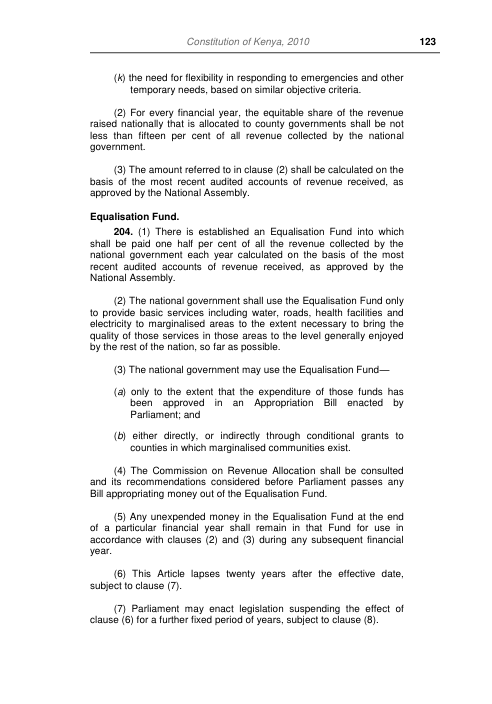 Constitution of Kenya, 2010 123
(k) the need for flexibility in responding to emergencies and other
temporary needs, based on similar objective criteria.
(2) For every financial year, the equitable share of the revenue
raised nationally that is allocated to county governments shall be not
less than fifteen per cent of all revenue collected by the national
government.
(3) The amount referred to in clause (2) shall be calculated on the
basis of the most recent audited accounts of revenue received, as
approved by the National Assembly.
Equalisation Fund.
204. (1) There is established an Equalisation Fund into which
shall be paid one half per cent of all the revenue collected by the
national government each year calculated on the basis of the most
recent audited accounts of revenue received, as approved by the
National Assembly.
(2) The national government shall use the Equalisation Fund only
to provide basic services including water, roads, health facilities and
electricity to marginalised areas to the extent necessary to bring the
quality of those services in those areas to the level generally enjoyed
by the rest of the nation, so far as possible.
(3) The national government may use the Equalisation Fund—
(a) only to the extent that the expenditure of those funds has
been approved in an Appropriation Bill enacted by
Parliament; and
(b) either directly, or indirectly through conditional grants to
counties in which marginalised communities exist.
(4) The Commission on Revenue Allocation shall be consulted
and its recommendations considered before Parliament passes any
Bill appropriating money out of the Equalisation Fund.
(5) Any unexpended money in the Equalisation Fund at the end
of a particular financial year shall remain in that Fund for use in
accordance with clauses (2) and (3) during any subsequent financial
year.
(6) This Article lapses twenty years after the effective date,
subject to clause (7).
(7) Parliament may enact legislation suspending the effect of
clause (6) for a further fixed period of years, subject to clause (8).